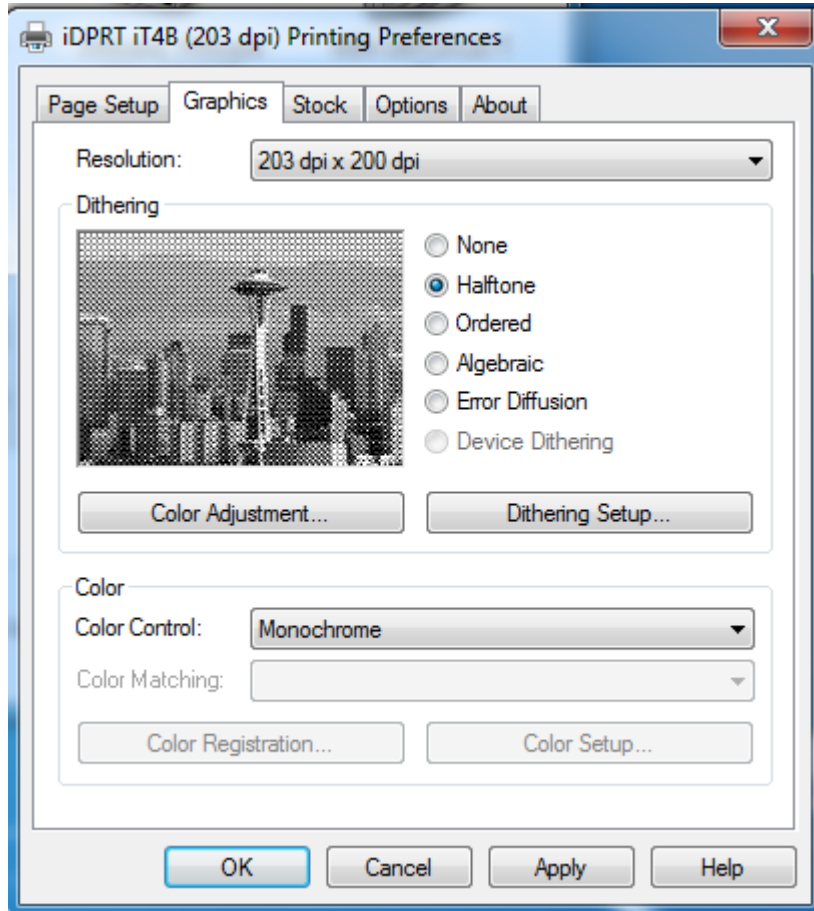 iDPRT iT4B (203 dpi) Printing Preferences
Page Setup Graphics Stock Options About
Resolution: 203 dpi x 200 dpi
Dithering
None
Halftone
Ordered
Algebraic
Error Diffusion
Device Dithering
Color Adjustment... Dithering Setup...
Color
Color Control: Monochrome
Color Matching:
Color Registration... Color Setup...
OK Cancel Apply Help